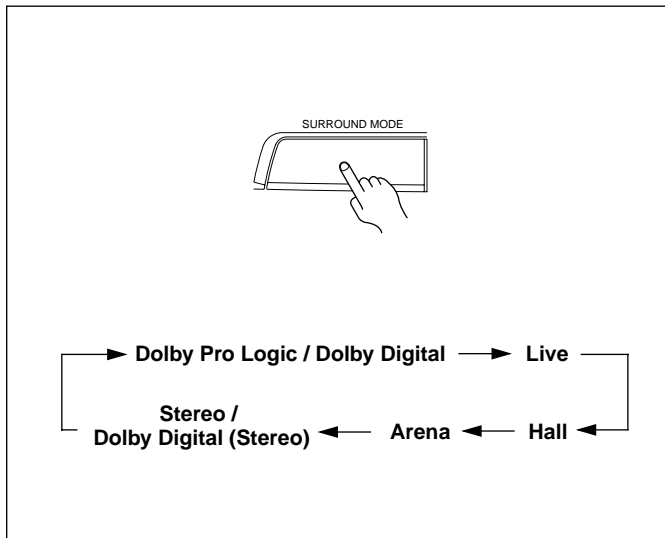 SURROUND MODE
Dolby Pro Logic / Dolby Digital Live
Stereo /
Dolby Digital (Stereo) Arena Hall